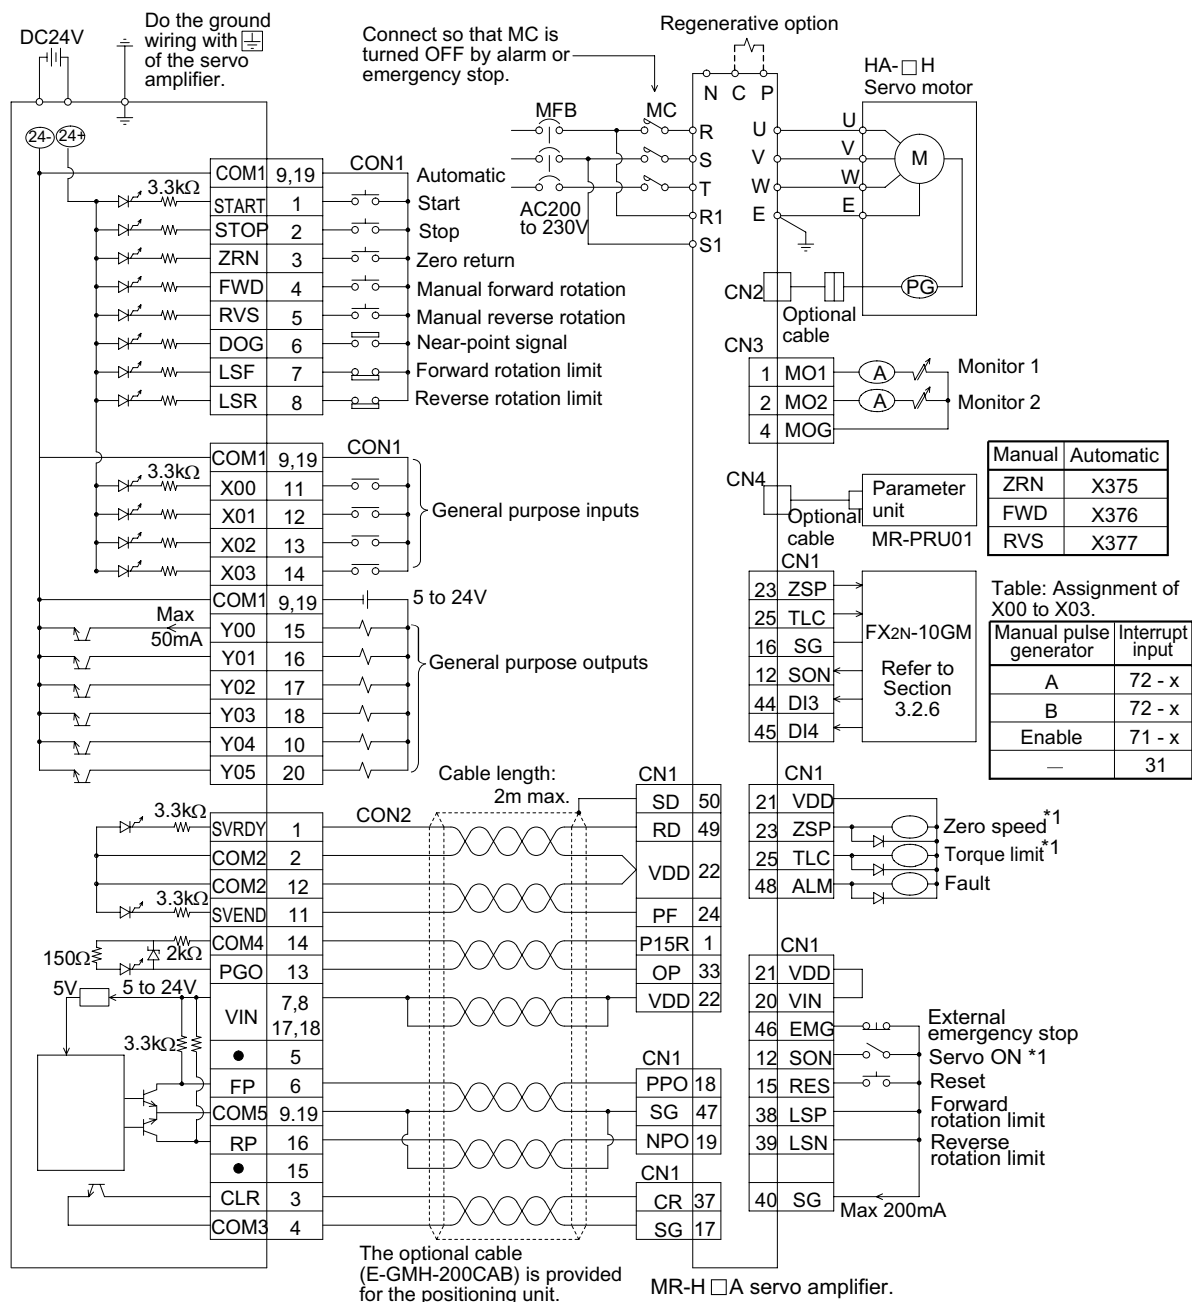 DC24V
Do the ground
wiring with
of the servo
amplifier.
Connect so that MC is
turned OFF by alarm or
emergency stop.
Regenerative option
HA-□H
Servo motor
24- 24+
MFB
MC
N C P
R
S
T
R1
S1
U
V
W
E
U
V
W
E
M
AC200
to 230V
CN2
PG
Optional
cable
CON1
COM1 9,19
Automatic
3.3kΩ
START 1
Start
STOP 2
Stop
ZRN 3
Zero return
FWD 4
Manual forward rotation
RVS 5
Manual reverse rotation
DOG 6
Near-point signal
LSF 7
Forward rotation limit
LSR 8
Reverse rotation limit
CN3
1 MO1 A Monitor 1
2 MO2 A Monitor 2
4 MOG
CON1
COM1 9,19
3.3kΩ
X00 11
X01 12
X02 13
X03 14
General purpose inputs
COM1 9,19
5 to 24V
Max
50mA
Y00 15
Y01 16
Y02 17
Y03 18
Y04 10
Y05 20
General purpose outputs
CN4
Optional
cable
Parameter
unit
MR-PRU01
Manual Automatic
ZRN X375
FWD X376
RVS X377
CN1
23 ZSP
25 TLC
16 SG
12 SON
44 DI3
45 DI4
FX2N-10GM
Refer to
Section
3.2.6
Table: Assignment of
X00 to X03.
Manual pulse
generator
Interrupt
input
A 72 - x
B 72 - x
Enable 71 - x
— 31
Cable length:
2m max.
CON2
3.3kΩ
SVRDY 1
COM2 2
COM2 12
3.3kΩ
SVEND 11
COM4 14
150Ω
2kΩ
PGO 13
5V
5 to 24V
VIN 7,8
17,18
3.3kΩ
● 5
FP 6
COM5 9.19
RP 16
● 15
CLR 3
COM3 4
CN1
SD 50
RD 49
VDD 22
PF 24
P15R 1
OP 33
VDD 22
CN1
PPO 18
SG 47
NPO 19
CN1
CR 37
SG 17
CN1
21 VDD
23 ZSP
Zero speed*1
25 TLC
Torque limit*1
48 ALM
Fault
CN1
21 VDD
20 VIN
46 EMG
External
emergency stop
12 SON
Servo ON *1
15 RES
Reset
38 LSP
Forward
rotation limit
39 LSN
Reverse
rotation limit
40 SG
Max 200mA
The optional cable
(E-GMH-200CAB) is provided
for the positioning unit.
MR-H □A servo amplifier.